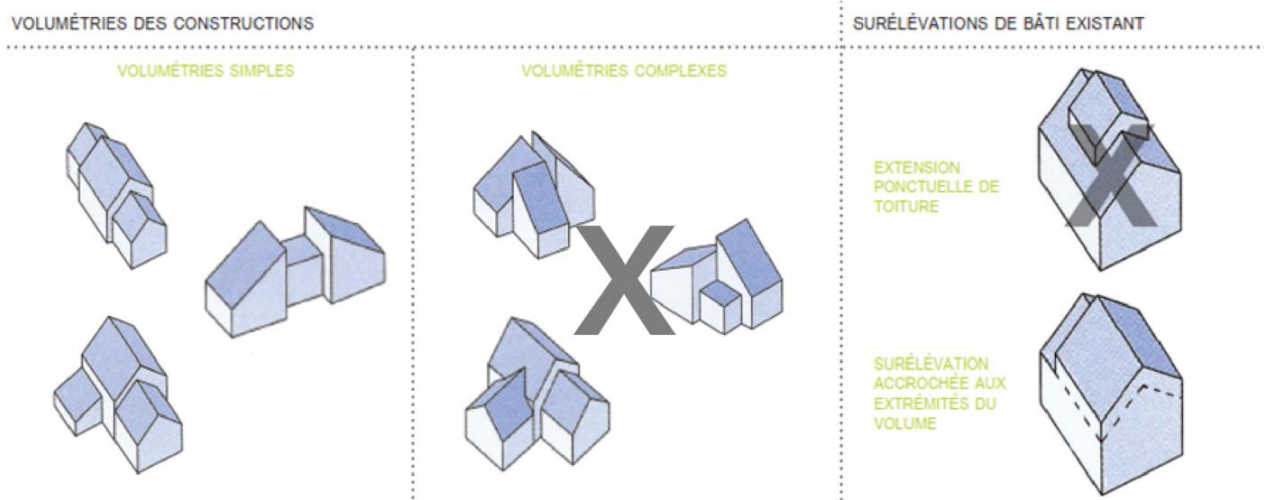 VOLUMÉTRIES DES CONSTRUCTIONS
SURÉLÉVATIONS DE BÂTI EXISTANT
VOLUMÉTRIES SIMPLES
VOLUMÉTRIES COMPLEXES
X
X
EXTENSION
PONCTUELLE DE
TOITURE
SURÉLÉVATION
ACCROCHÉE AUX
EXTRÉMITÉS DU
VOLUME